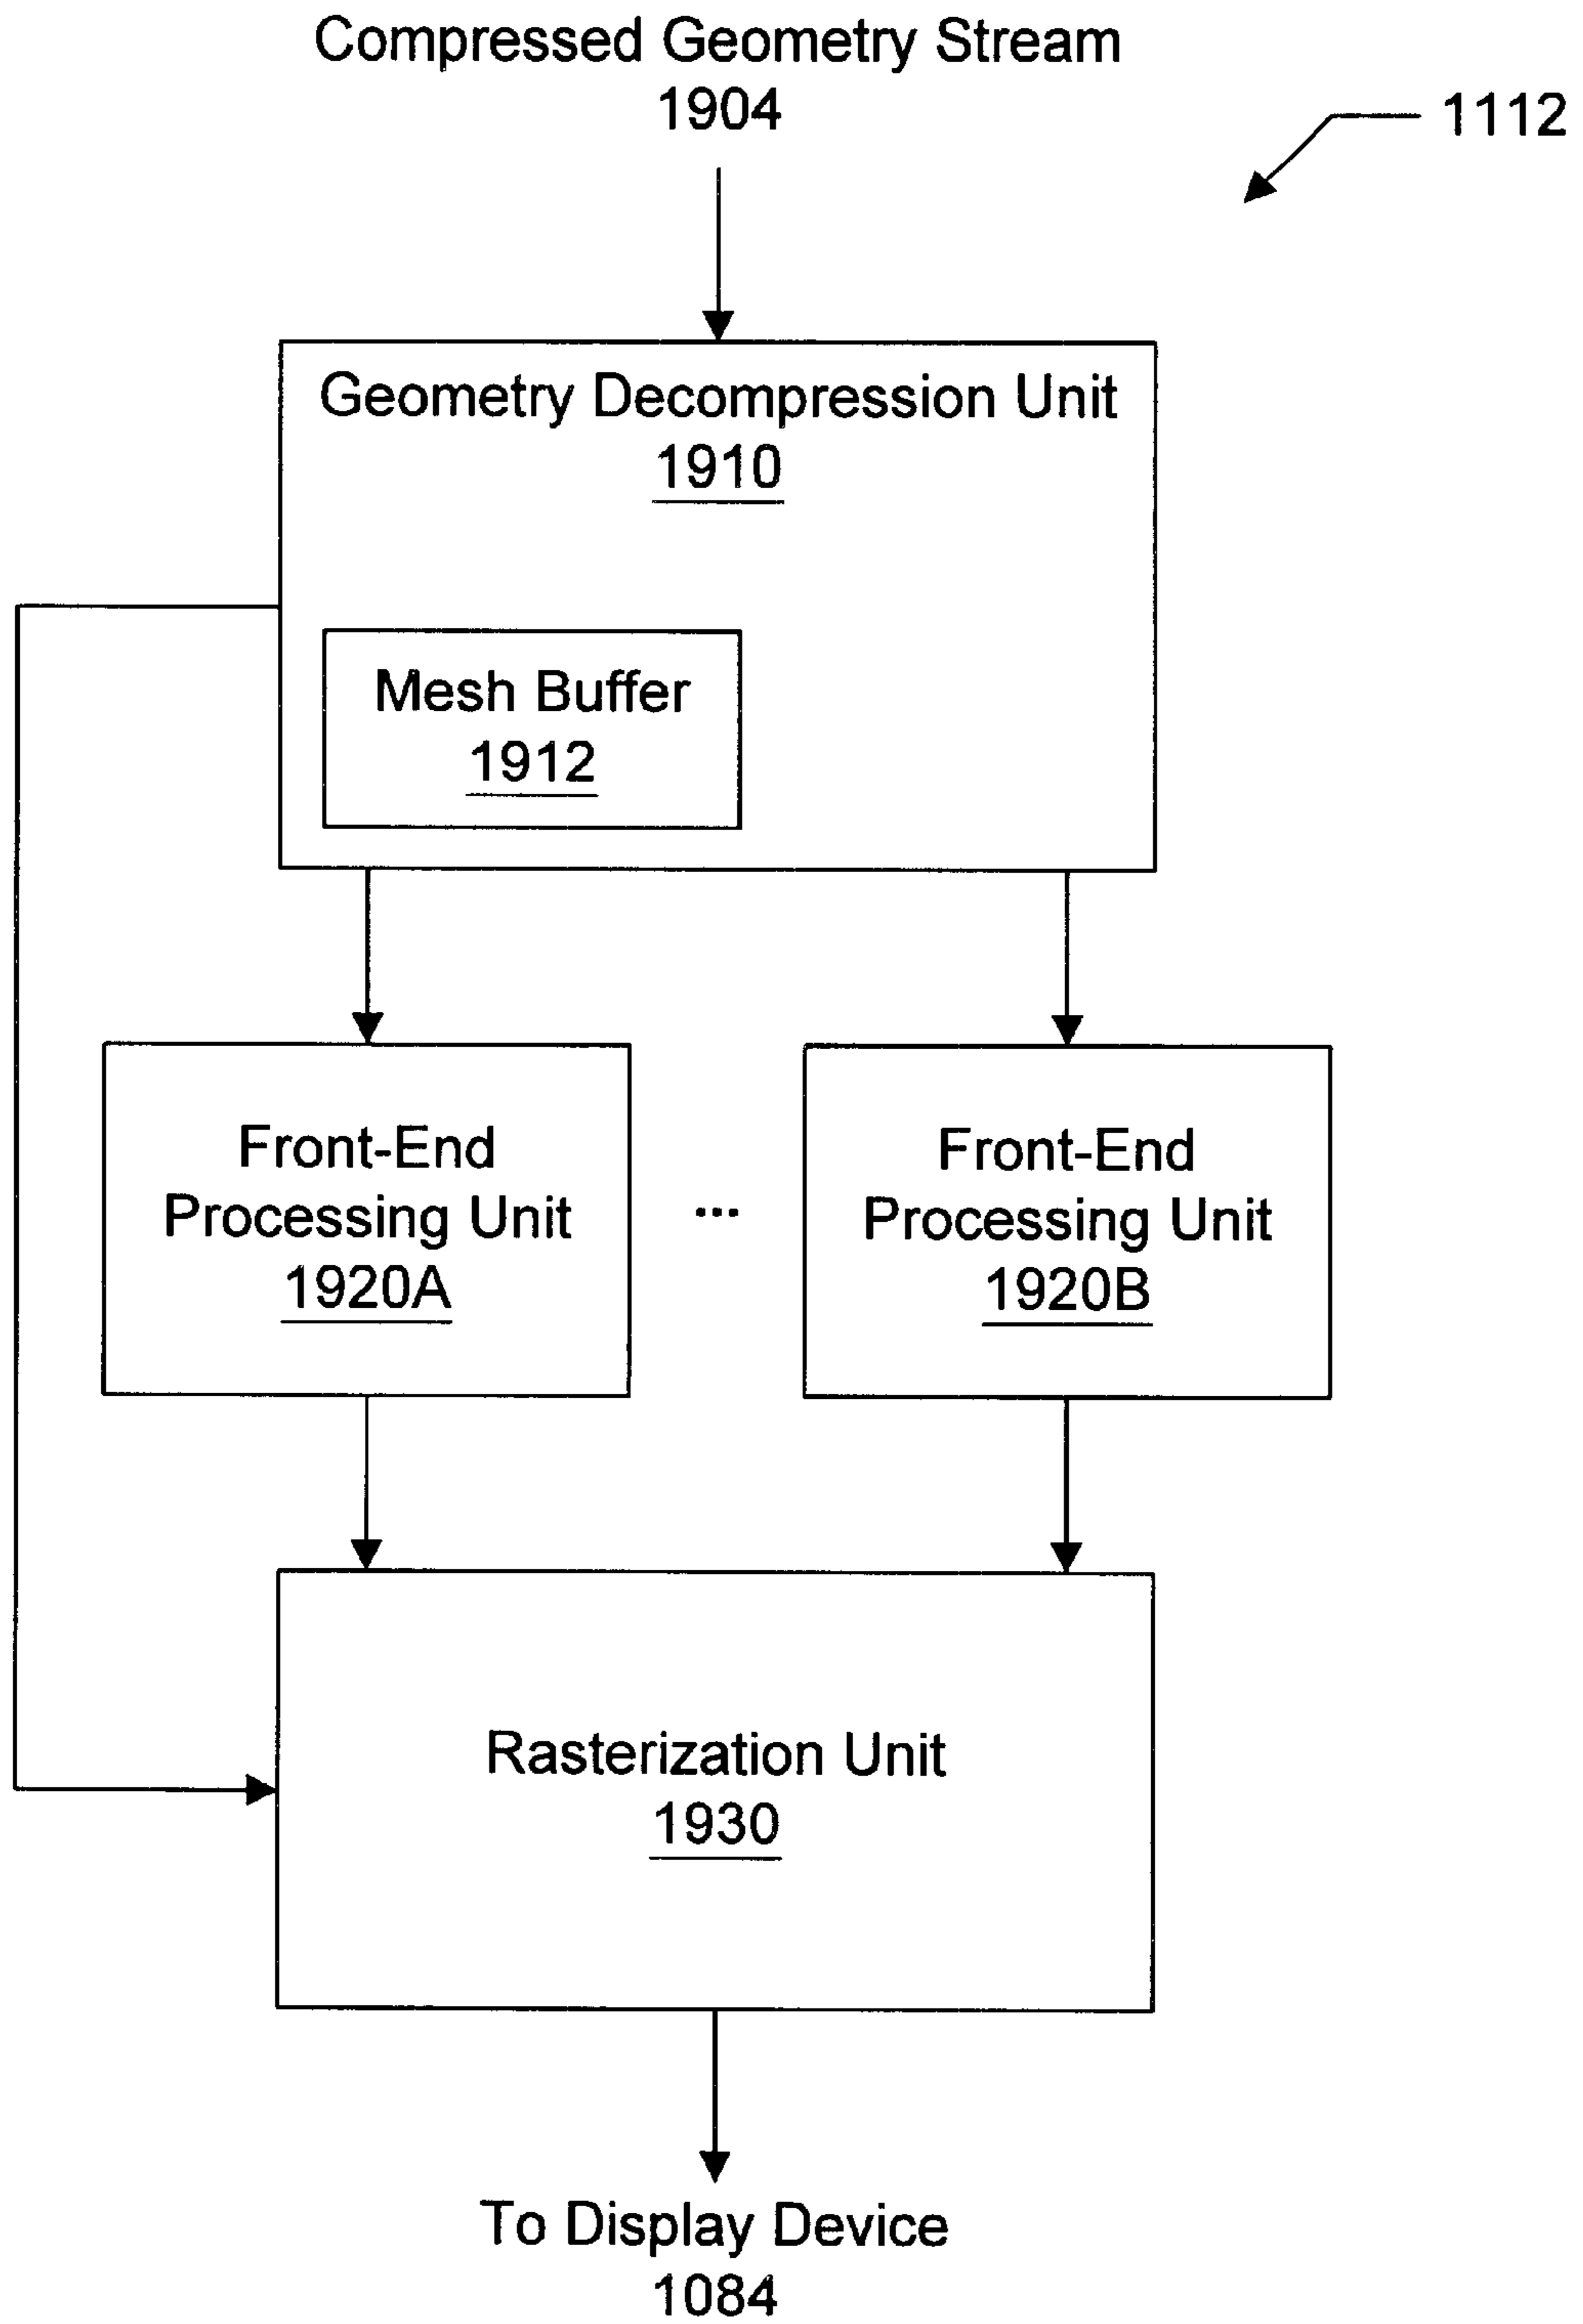 Compressed Geometry Stream
1904
1112
Geometry Decompression Unit
1910
Mesh Buffer
1912
Front-End
Processing Unit
1920A
...
Front-End
Processing Unit
1920B
Rasterization Unit
1930
To Display Device
1084